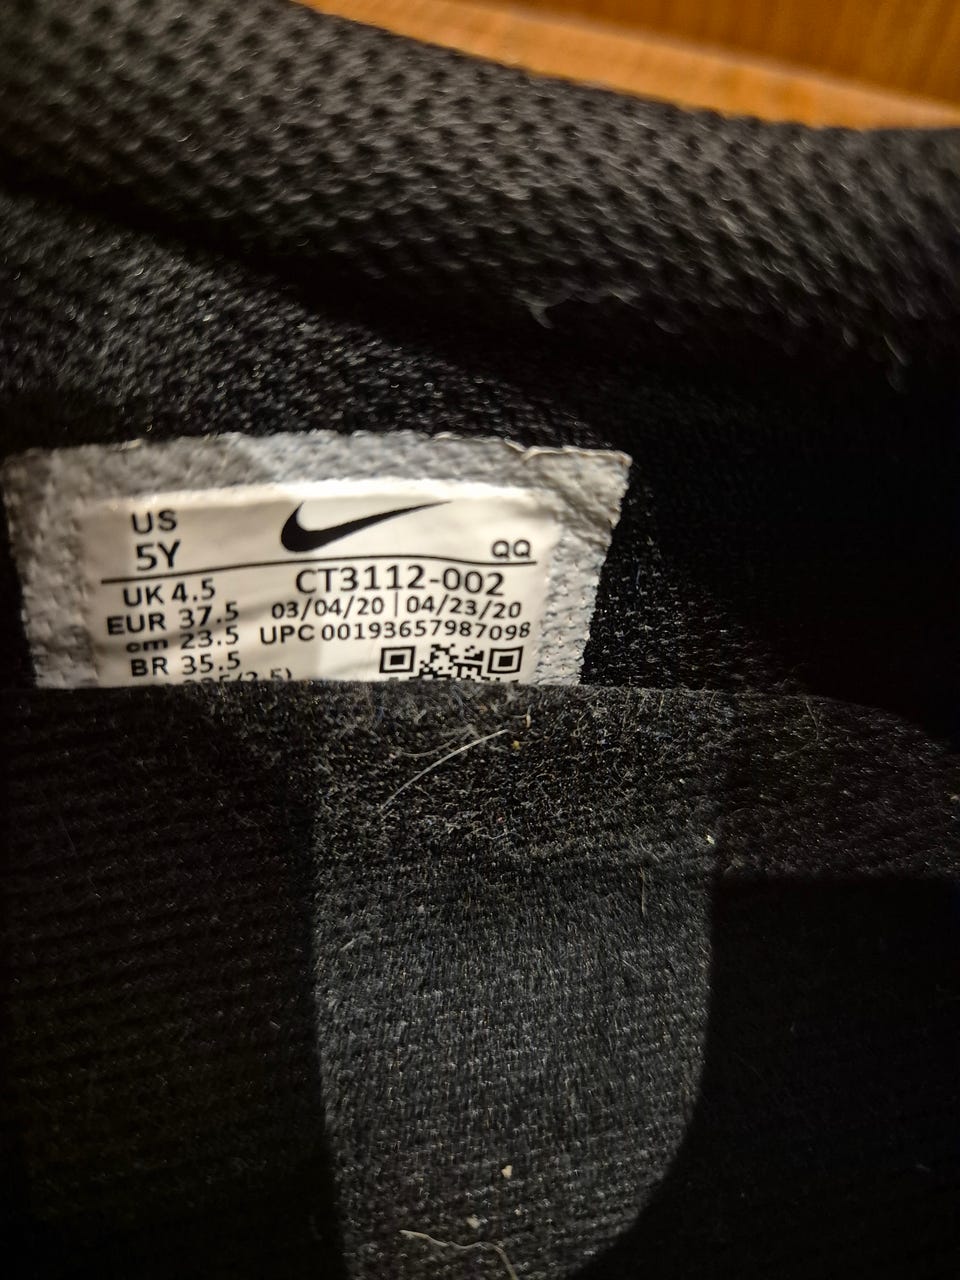 US
5Y
QQ
UK 4.5
CT3112-002
EUR 37.5
03/04/20 | 04/23/20
cm 23.5
UPC 00193657987098
BR 35.5